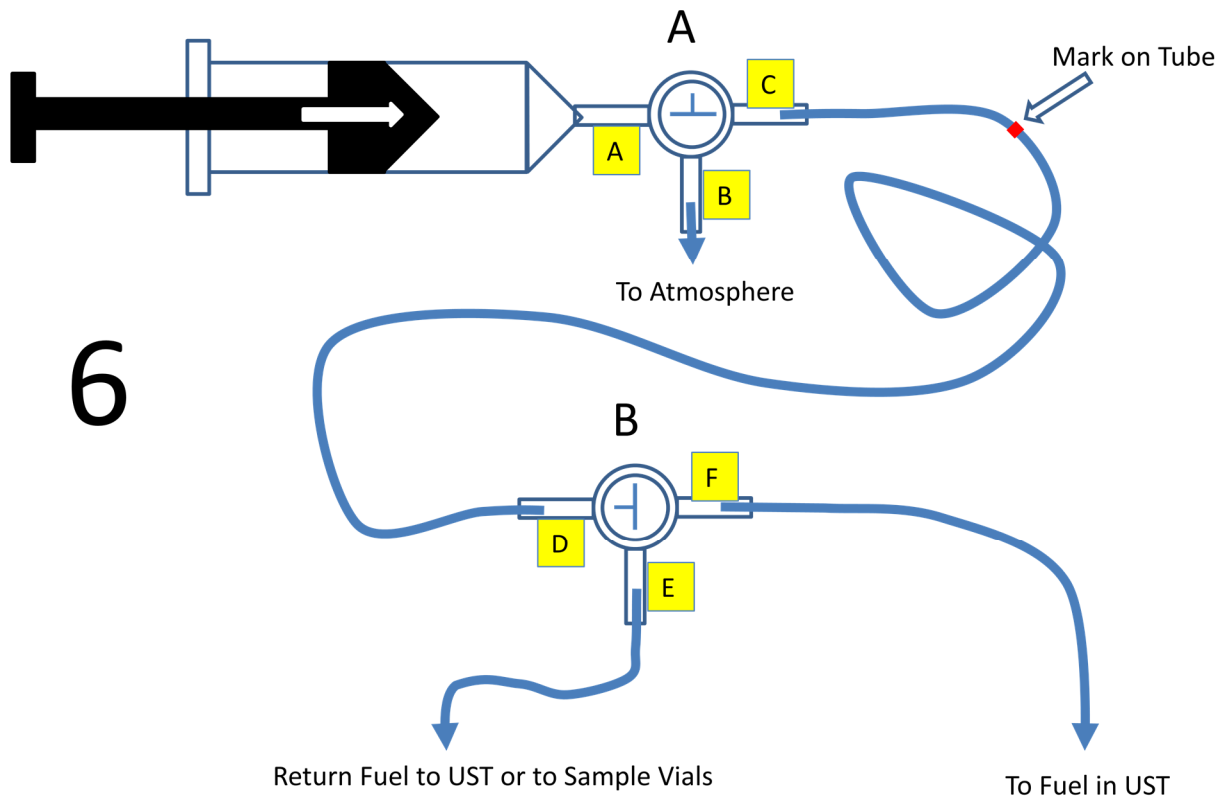 A
Mark on Tube
C
A
B
To Atmosphere
6
B
F
D
E
Return Fuel to UST or to Sample Vials
To Fuel in UST